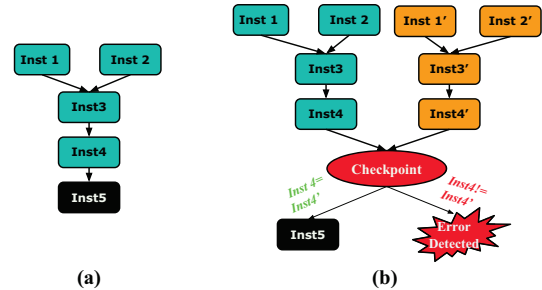 Inst 1
Inst 2
Inst3
Inst4
Inst5
(a)
Inst 1
Inst 2
Inst 1’
Inst 2’
Inst3
Inst3’
Inst4
Inst4’
Checkpoint
Inst 4=
Inst4’
Inst4!=
Inst4’
Inst5
Error
Detected
(b)